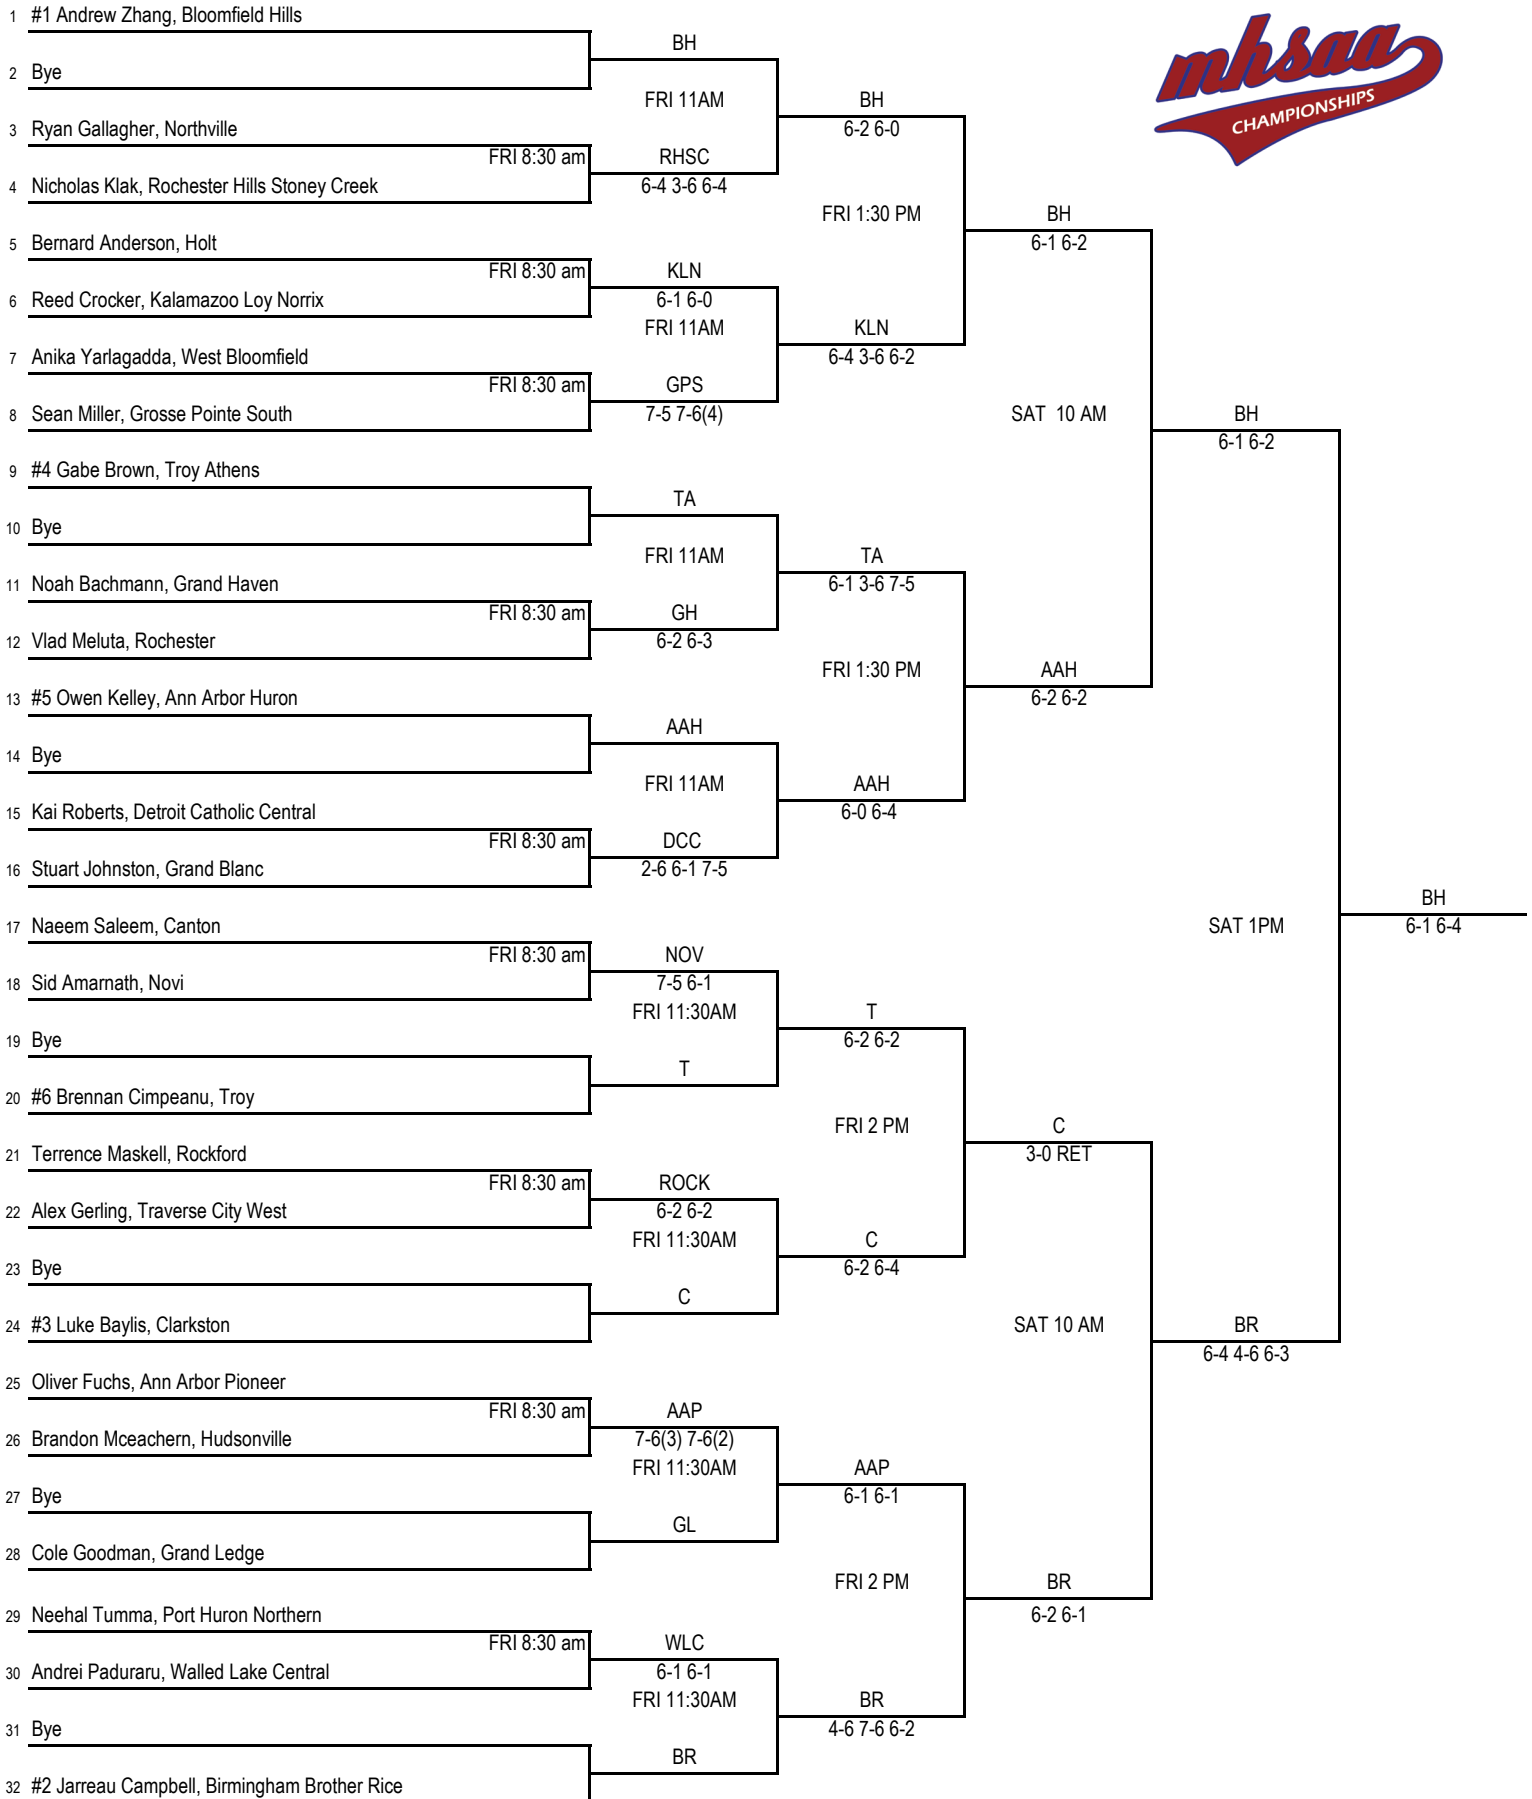 1 #1 Andrew Zhang, Bloomfield Hills
mhsaa
CHAMPIONSHIPS
BH
2 Bye
FRI 11AM
BH
3 Ryan Gallagher, Northville
6-2 6-0
FRI 8:30 am
RHSC
4 Nicholas Klak, Rochester Hills Stoney Creek
6-4 3-6 6-4
FRI 1:30 PM
BH
5 Bernard Anderson, Holt
6-1 6-2
FRI 8:30 am
KLN
6 Reed Crocker, Kalamazoo Loy Norrix
6-1 6-0
FRI 11AM
KLN
7 Anika Yarlagadda, West Bloomfield
6-4 3-6 6-2
FRI 8:30 am
GPS
8 Sean Miller, Grosse Pointe South
7-5 7-6(4)
SAT 10 AM
BH
6-1 6-2
9 #4 Gabe Brown, Troy Athens
TA
10 Bye
FRI 11AM
TA
11 Noah Bachmann, Grand Haven
6-1 3-6 7-5
FRI 8:30 am
GH
12 Vlad Meluta, Rochester
6-2 6-3
FRI 1:30 PM
AAH
13 #5 Owen Kelley, Ann Arbor Huron
6-2 6-2
AAH
14 Bye
FRI 11AM
AAH
15 Kai Roberts, Detroit Catholic Central
6-0 6-4
FRI 8:30 am
DCC
16 Stuart Johnston, Grand Blanc
2-6 6-1 7-5
BH
17 Naeem Saleem, Canton
SAT 1PM
6-1 6-4
FRI 8:30 am
NOV
18 Sid Amarnath, Novi
7-5 6-1
FRI 11:30AM
T
19 Bye
6-2 6-2
T
20 #6 Brennan Cimpeanu, Troy
FRI 2 PM
C
21 Terrence Maskell, Rockford
3-0 RET
FRI 8:30 am
ROCK
22 Alex Gerling, Traverse City West
6-2 6-2
FRI 11:30AM
C
23 Bye
6-2 6-4
C
24 #3 Luke Baylis, Clarkston
SAT 10 AM
BR
6-4 4-6 6-3
25 Oliver Fuchs, Ann Arbor Pioneer
FRI 8:30 am
AAP
26 Brandon Mceachern, Hudsonville
7-6(3) 7-6(2)
FRI 11:30AM
AAP
27 Bye
6-1 6-1
GL
28 Cole Goodman, Grand Ledge
FRI 2 PM
BR
29 Neehal Tumma, Port Huron Northern
6-2 6-1
FRI 8:30 am
WLC
30 Andrei Paduraru, Walled Lake Central
6-1 6-1
FRI 11:30AM
BR
31 Bye
4-6 7-6 6-2
BR
32 #2 Jarreau Campbell, Birmingham Brother Rice